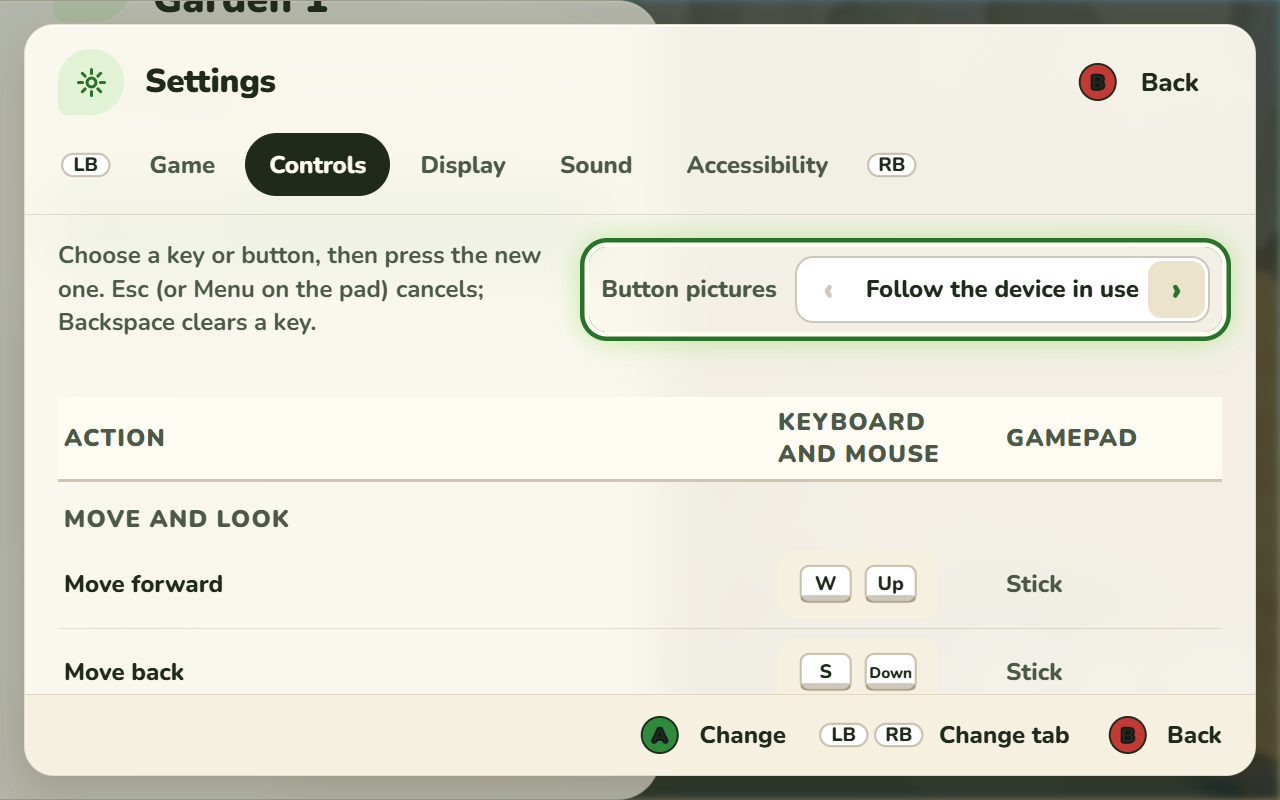 Garden 1
Settings
B Back
LB Game Controls Display Sound Accessibility RB
Choose a key or button, then press the new
one. Esc (or Menu on the pad) cancels;
Backspace clears a key.
Button pictures ‹ Follow the device in use ›
ACTION
KEYBOARD
AND MOUSE
GAMEPAD
MOVE AND LOOK
Move forward W Up Stick
Move back S Down Stick
A Change LB RB Change tab B Back